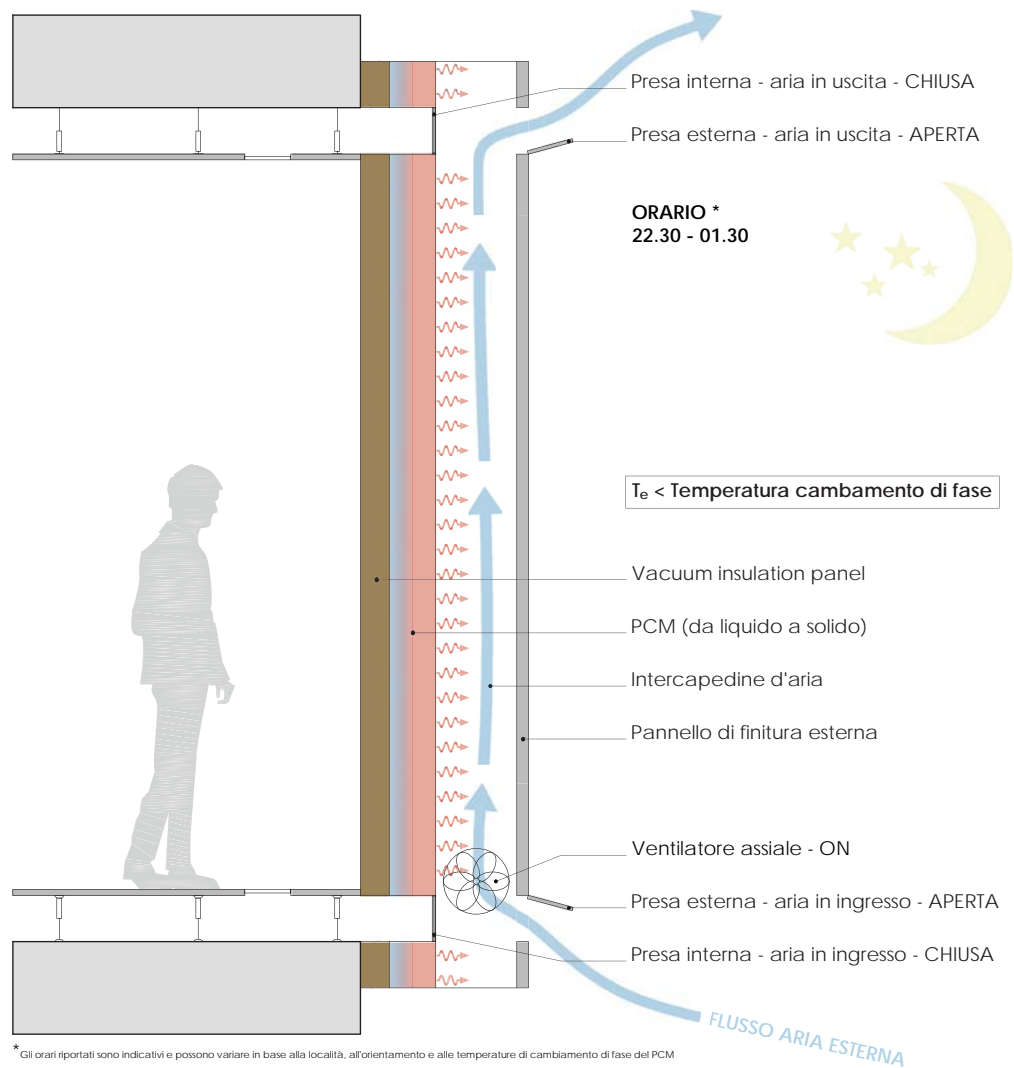 Presa interna - aria in uscita - CHIUSA
Presa esterna - aria in uscita - APERTA
ORARIO *
22.30 - 01.30
Te < Temperatura cambamento di fase
Vacuum insulation panel
PCM (da liquido a solido)
Intercapedine d'aria
Pannello di finitura esterna
Ventilatore assiale - ON
Presa esterna - aria in ingresso - APERTA
Presa interna - aria in ingresso - CHIUSA
FLUSSO ARIA ESTERNA
* Gli orari riportati sono indicativi e possono variare in base alla località, all'orientamento e alle temperature di cambiamento di fase del PCM